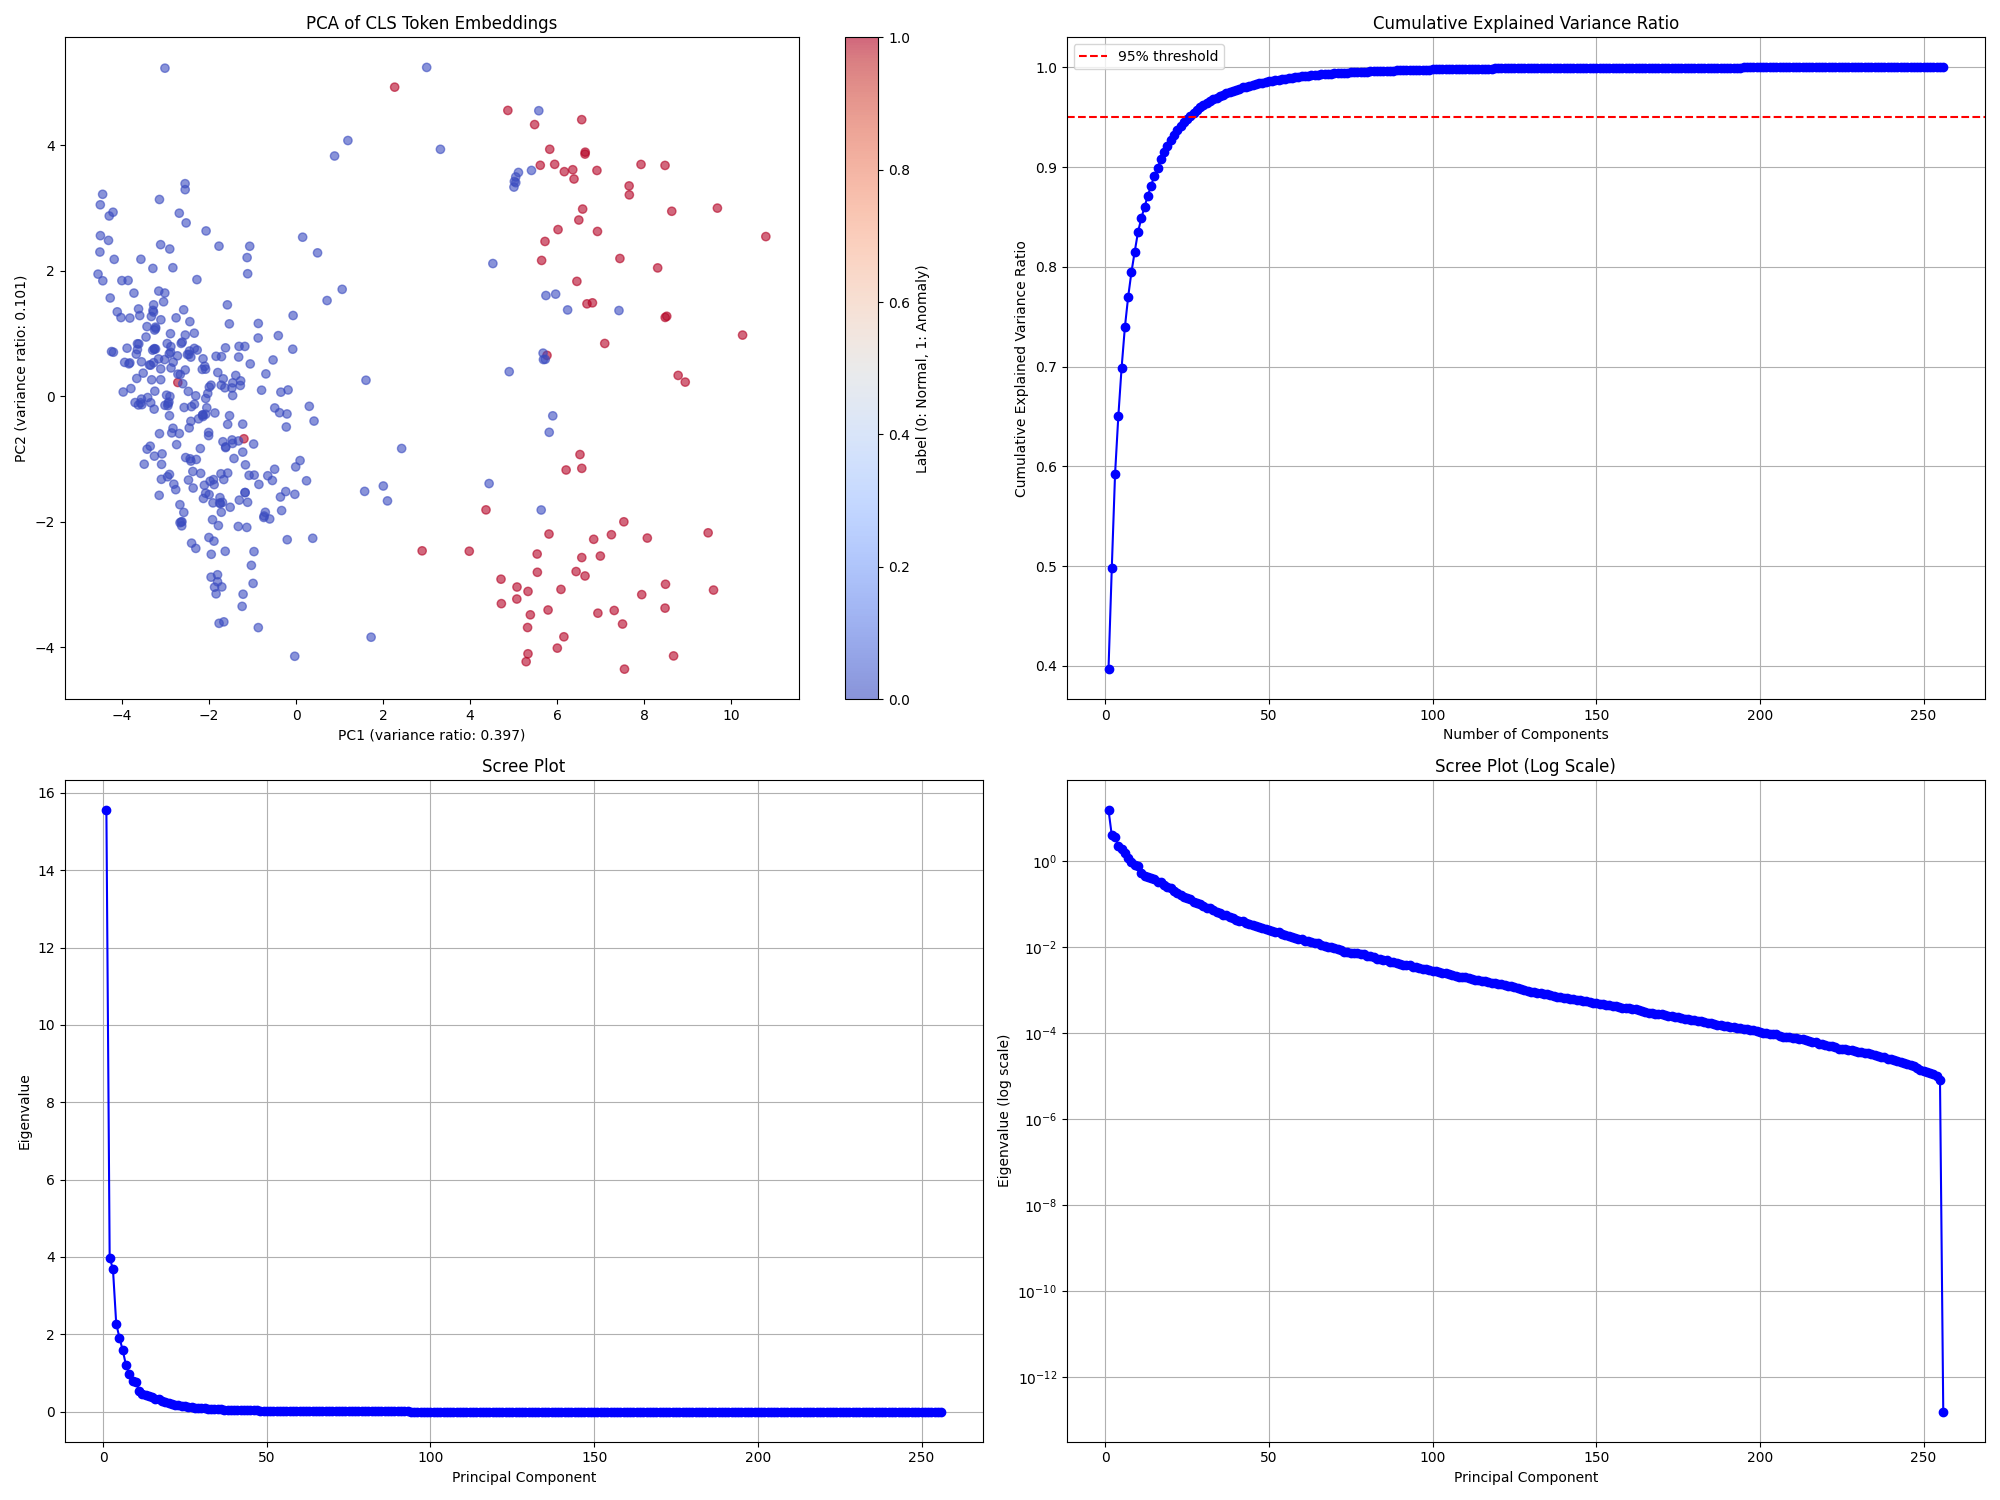 PCA of CLS Token Embeddings
4
2
0
−2
−4
PC2 (variance ratio: 0.101)
−4 −2 0 2 4 6 8 10
PC1 (variance ratio: 0.397)
1.0
0.8
0.6
0.4
0.2
0.0
Label (0: Normal, 1: Anomaly)
Cumulative Explained Variance Ratio
95% threshold
1.0
0.9
0.8
0.7
0.6
0.5
0.4
Cumulative Explained Variance Ratio
0 50 100 150 200 250
Number of Components
Scree Plot
16
14
12
10
8
6
4
2
0
Eigenvalue
0 50 100 150 200 250
Principal Component
Scree Plot (Log Scale)
10⁰
10⁻²
10⁻⁴
10⁻⁶
10⁻⁸
10⁻¹⁰
10⁻¹²
Eigenvalue (log scale)
0 50 100 150 200 250
Principal Component